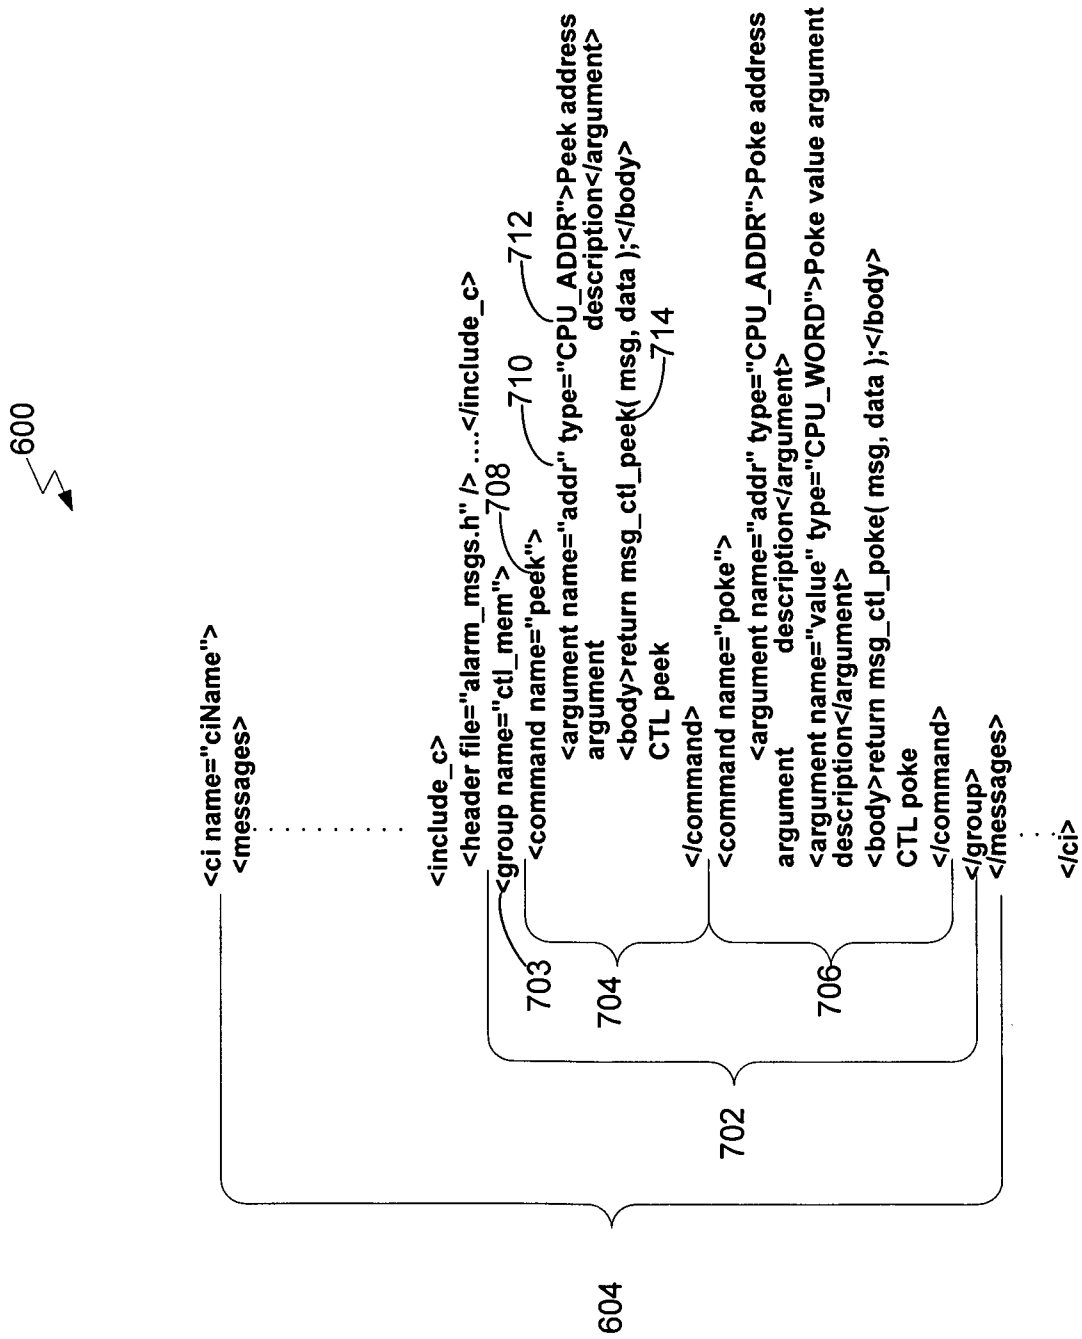 600
<ci name="ciName">
<messages>
. . . . . . . . . . . . . .
<include_c>
<header file="alarm_msgs.h" /> ....</include_c>
<group name="ctl_mem">
<command name="peek">
<argument name="addr" type="CPU_ADDR">Peek address
argument description</argument>
<body>return msg_ctl_peek( msg, data );</body>
CTL peek
</command>
<command name="poke">
<argument name="addr" type="CPU_ADDR">Poke address
argument description</argument>
<argument name="value" type="CPU_WORD">Poke value argument
description</argument>
<body>return msg_ctl_poke( msg, data );</body>
CTL poke
</command>
</group>
</messages>
. . . . .
</ci>
703
708
710
712
714
704
706
702
604